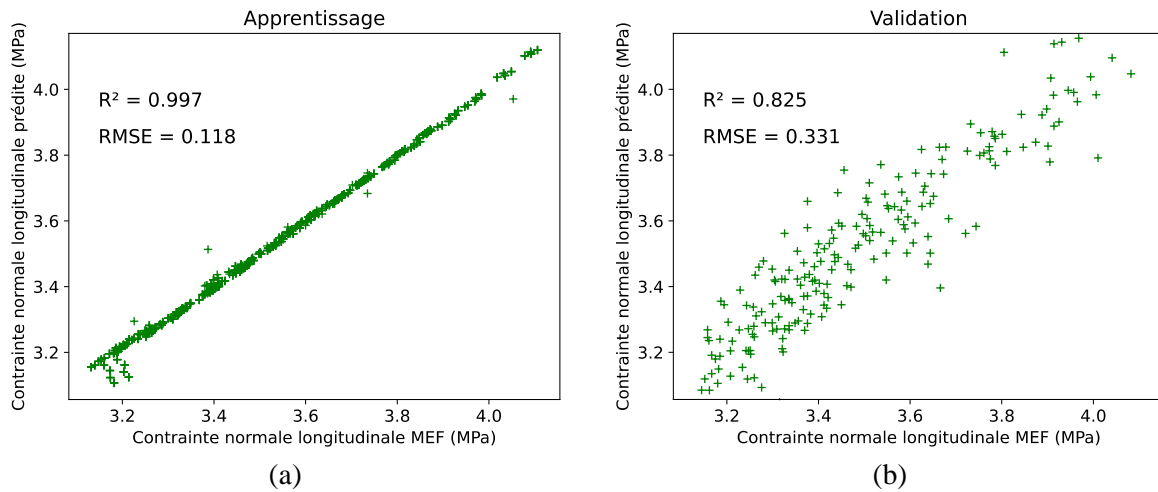 Apprentissage
R² = 0.997
RMSE = 0.118
Contrainte normale longitudinale prédite (MPa)
4.0
3.8
3.6
3.4
3.2
3.2 3.4 3.6 3.8 4.0
Contrainte normale longitudinale MEF (MPa)
(a)
Validation
R² = 0.825
RMSE = 0.331
Contrainte normale longitudinale prédite (MPa)
4.0
3.8
3.6
3.4
3.2
3.2 3.4 3.6 3.8 4.0
Contrainte normale longitudinale MEF (MPa)
(b)